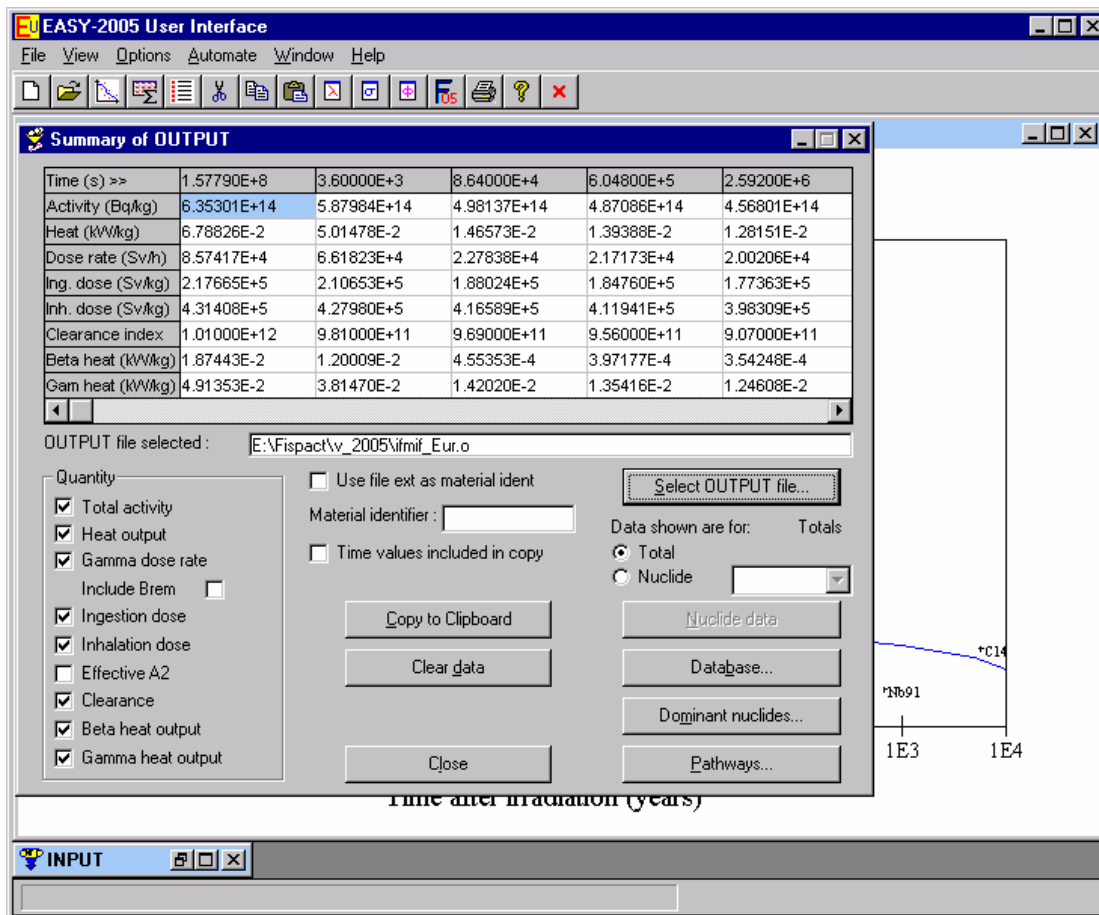 EU EASY-2005 User Interface
File View Options Automate Window Help
F05
Summary of OUTPUT
Time (s) >> 1.57790E+8 3.60000E+3 8.64000E+4 6.04800E+5 2.59200E+6
Activity (Bq/kg) 6.35301E+14 5.87984E+14 4.98137E+14 4.87086E+14 4.56801E+14
Heat (kW/kg) 6.78826E-2 5.01478E-2 1.46573E-2 1.39388E-2 1.28151E-2
Dose rate (Sv/h) 8.57417E+4 6.61823E+4 2.27838E+4 2.17173E+4 2.00206E+4
Ing. dose (Sv/kg) 2.17665E+5 2.10653E+5 1.88024E+5 1.84760E+5 1.77363E+5
Inh. dose (Sv/kg) 4.31408E+5 4.27980E+5 4.16589E+5 4.11941E+5 3.98309E+5
Clearance index 1.01000E+12 9.81000E+11 9.69000E+11 9.56000E+11 9.07000E+11
Beta heat (kW/kg) 1.87443E-2 1.20009E-2 4.55353E-4 3.97177E-4 3.54248E-4
Gam heat (kW/kg) 4.91353E-2 3.81470E-2 1.42020E-2 1.35416E-2 1.24608E-2
OUTPUT file selected : E:\Fispact\v_2005\ifmif_Eur.o
Quantity
Total activity
Heat output
Gamma dose rate
Include Brem
Ingestion dose
Inhalation dose
Effective A2
Clearance
Beta heat output
Gamma heat output
Use file ext as material ident
Material identifier :
Time values included in copy
Select OUTPUT file...
Data shown are for: Totals
Total
Nuclide
Copy to Clipboard
Nuclide data
Clear data
Database...
Dominant nuclides...
Close
Pathways...
*C14
*Nb91
1E3 1E4
Time after irradiation (years)
INPUT